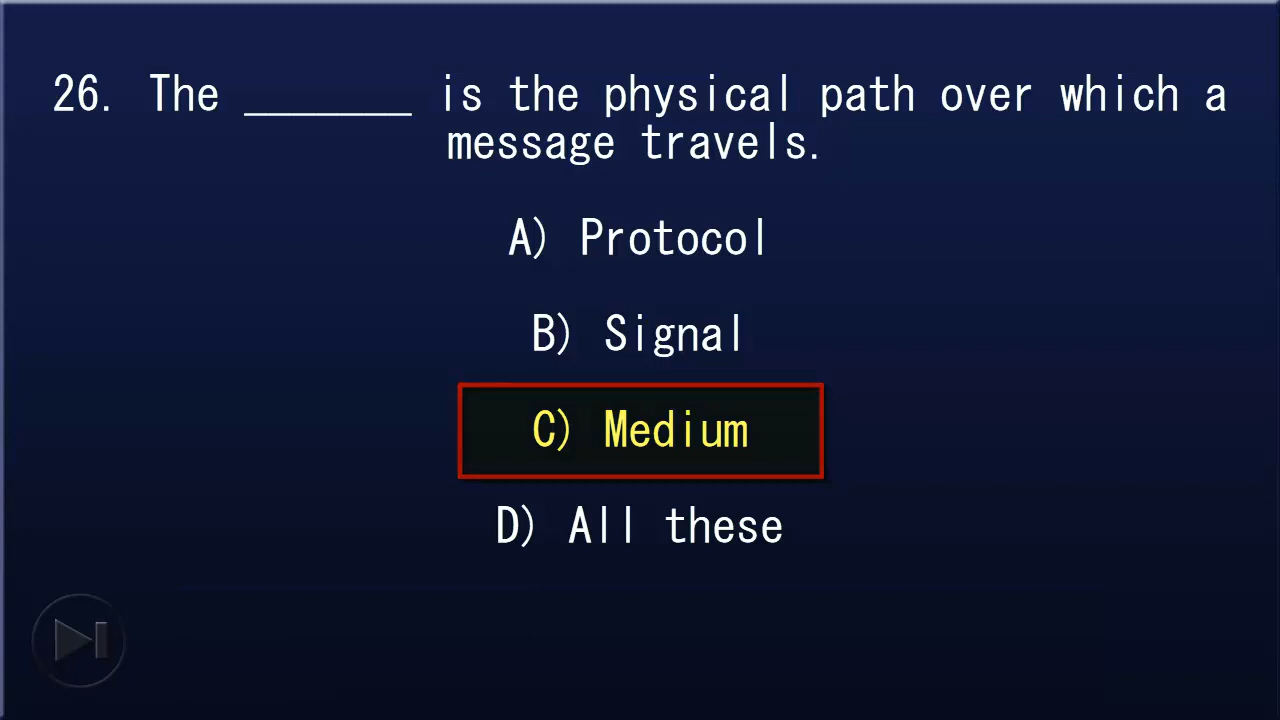 26. The _______ is the physical path over which a
message travels.
A) Protocol
B) Signal
C) Medium
D) All these